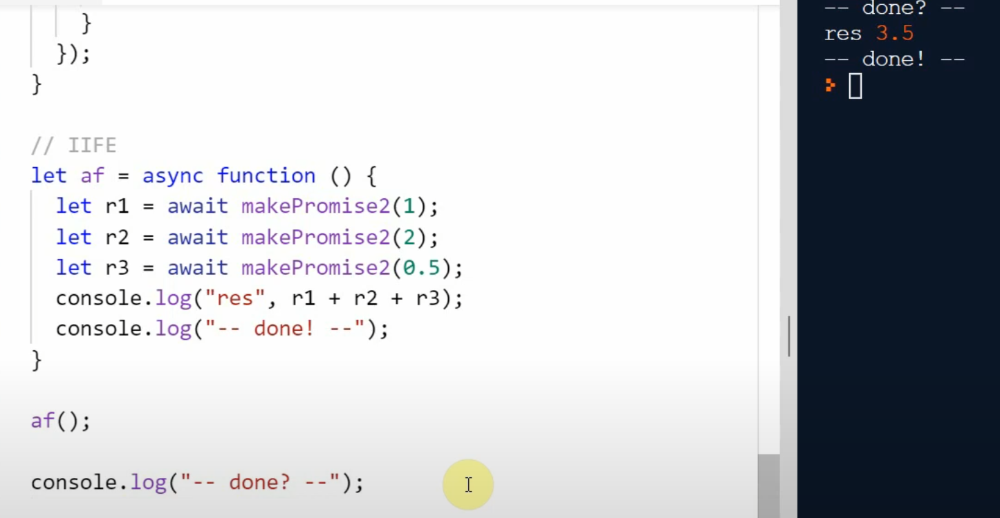 }
});
}
// IIFE
let af = async function () {
let r1 = await makePromise2(1);
let r2 = await makePromise2(2);
let r3 = await makePromise2(0.5);
console.log("res", r1 + r2 + r3);
console.log("-- done! --");
}
af();
console.log("-- done? --");
-- done? --
res 3.5
-- done! --